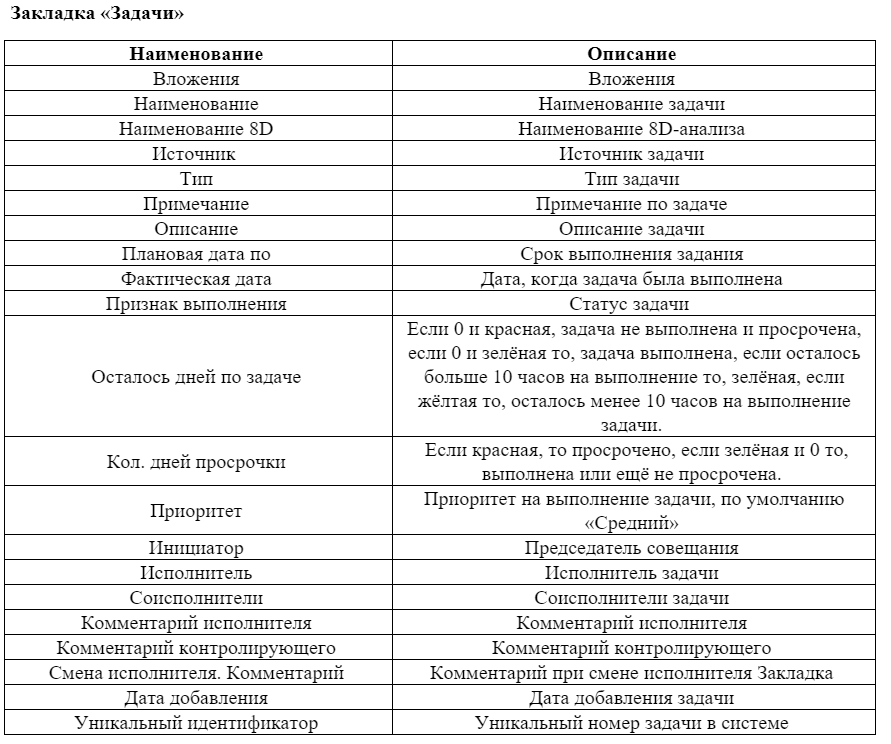 Закладка «Задачи»
Наименование Описание
Вложения Вложения
Наименование Наименование задачи
Наименование 8D Наименование 8D-анализа
Источник Источник задачи
Тип Тип задачи
Примечание Примечание по задаче
Описание Описание задачи
Плановая дата по Срок выполнения задания
Фактическая дата Дата, когда задача была выполнена
Признак выполнения Статус задачи
Осталось дней по задаче
Если 0 и красная, задача не выполнена и просрочена,
если 0 и зелёная то, задача выполнена, если осталось
больше 10 часов на выполнение то, зелёная, если
жёлтая то, осталось менее 10 часов на выполнение
задачи.
Кол. дней просрочки
Если красная, то просрочено, если зелёная и 0 то,
выполнена или ещё не просрочена.
Приоритет
Приоритет на выполнение задачи, по умолчанию
«Средний»
Инициатор Председатель совещания
Исполнитель Исполнитель задачи
Соисполнители Соисполнители задачи
Комментарий исполнителя Комментарий исполнителя
Комментарий контролирующего Комментарий контролирующего
Смена исполнителя. Комментарий Комментарий при смене исполнителя Закладка
Дата добавления Дата добавления задачи
Уникальный идентификатор Уникальный номер задачи в системе